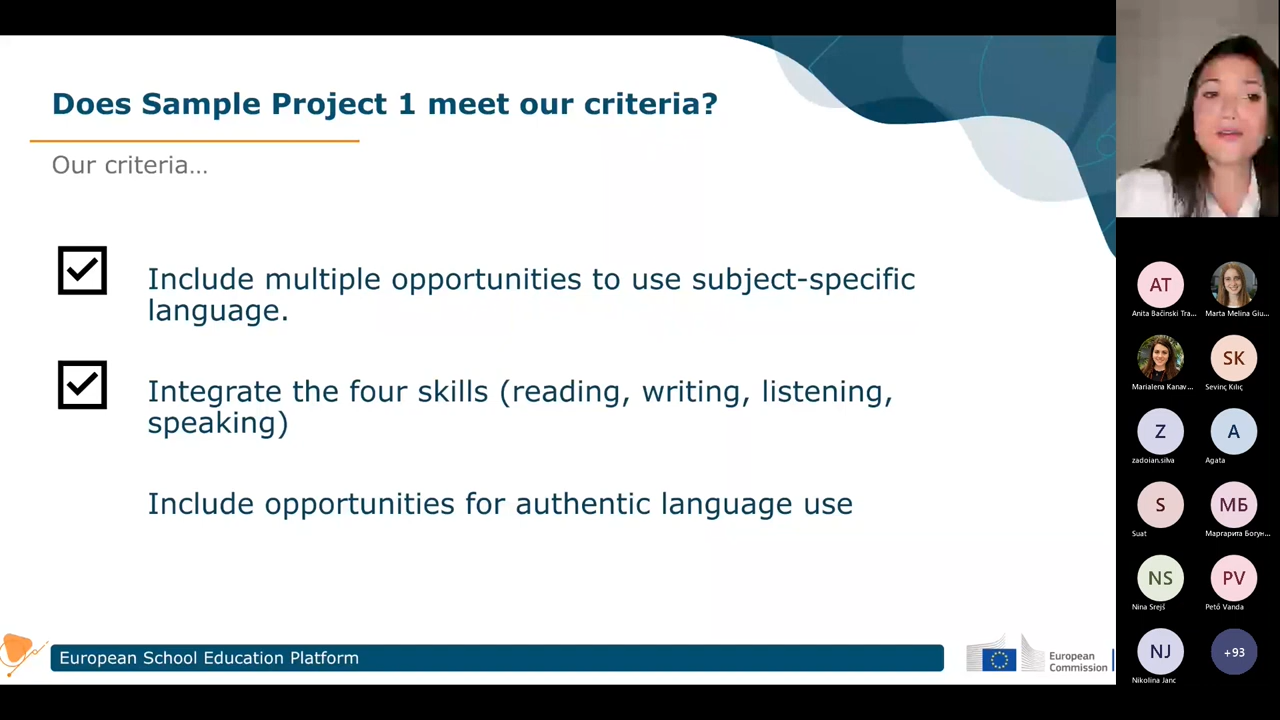 Does Sample Project 1 meet our criteria?
Our criteria…
Include multiple opportunities to use subject-specific
language.
Integrate the four skills (reading, writing, listening,
speaking)
Include opportunities for authentic language use
European School Education Platform
European
Commission
AT
Anita Baćinski Tra...
Marta Melina Giu...
Marialena Kanav...
SK
Sevinç Kılıç
Z
zadoian.silva
A
Agata
S
Suat
МБ
Маргарита Богун...
NS
Nina Srejš
PV
Pető Vanda
NJ
Nikolina Janc
+93